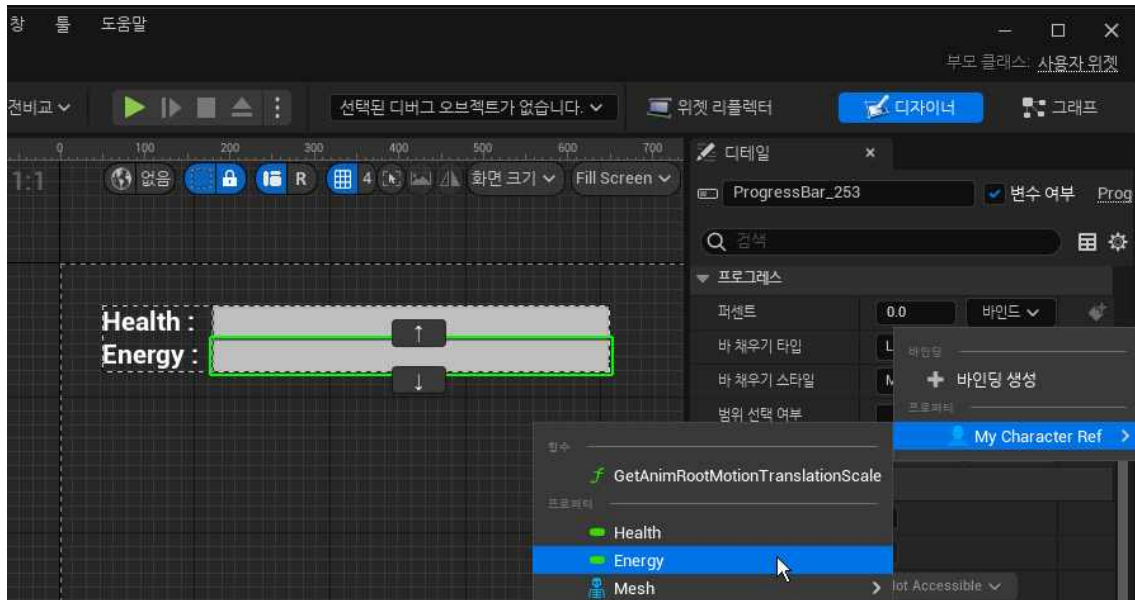 창 툴 도움말
부모 클래스: 사용자 위젯
전비교
선택된 디버그 오브젝트가 없습니다.
위젯 리플렉터
디자이너
그래프
0 100 200 300 400 500 600 700
1:1
없음
R
4
화면 크기
Fill Screen
디테일
ProgressBar_253
변수 여부
Prog
검색
프로그레스
퍼센트 0.0 바인드
바 채우기 타입 L
바 채우기 스타일 M
범위 선택 여부
Health :
Energy :
바인딩
바인딩 생성
프로퍼티
My Character Ref
함수
GetAnimRootMotionTranslationScale
프로퍼티
Health
Energy
Mesh
lot Accessible